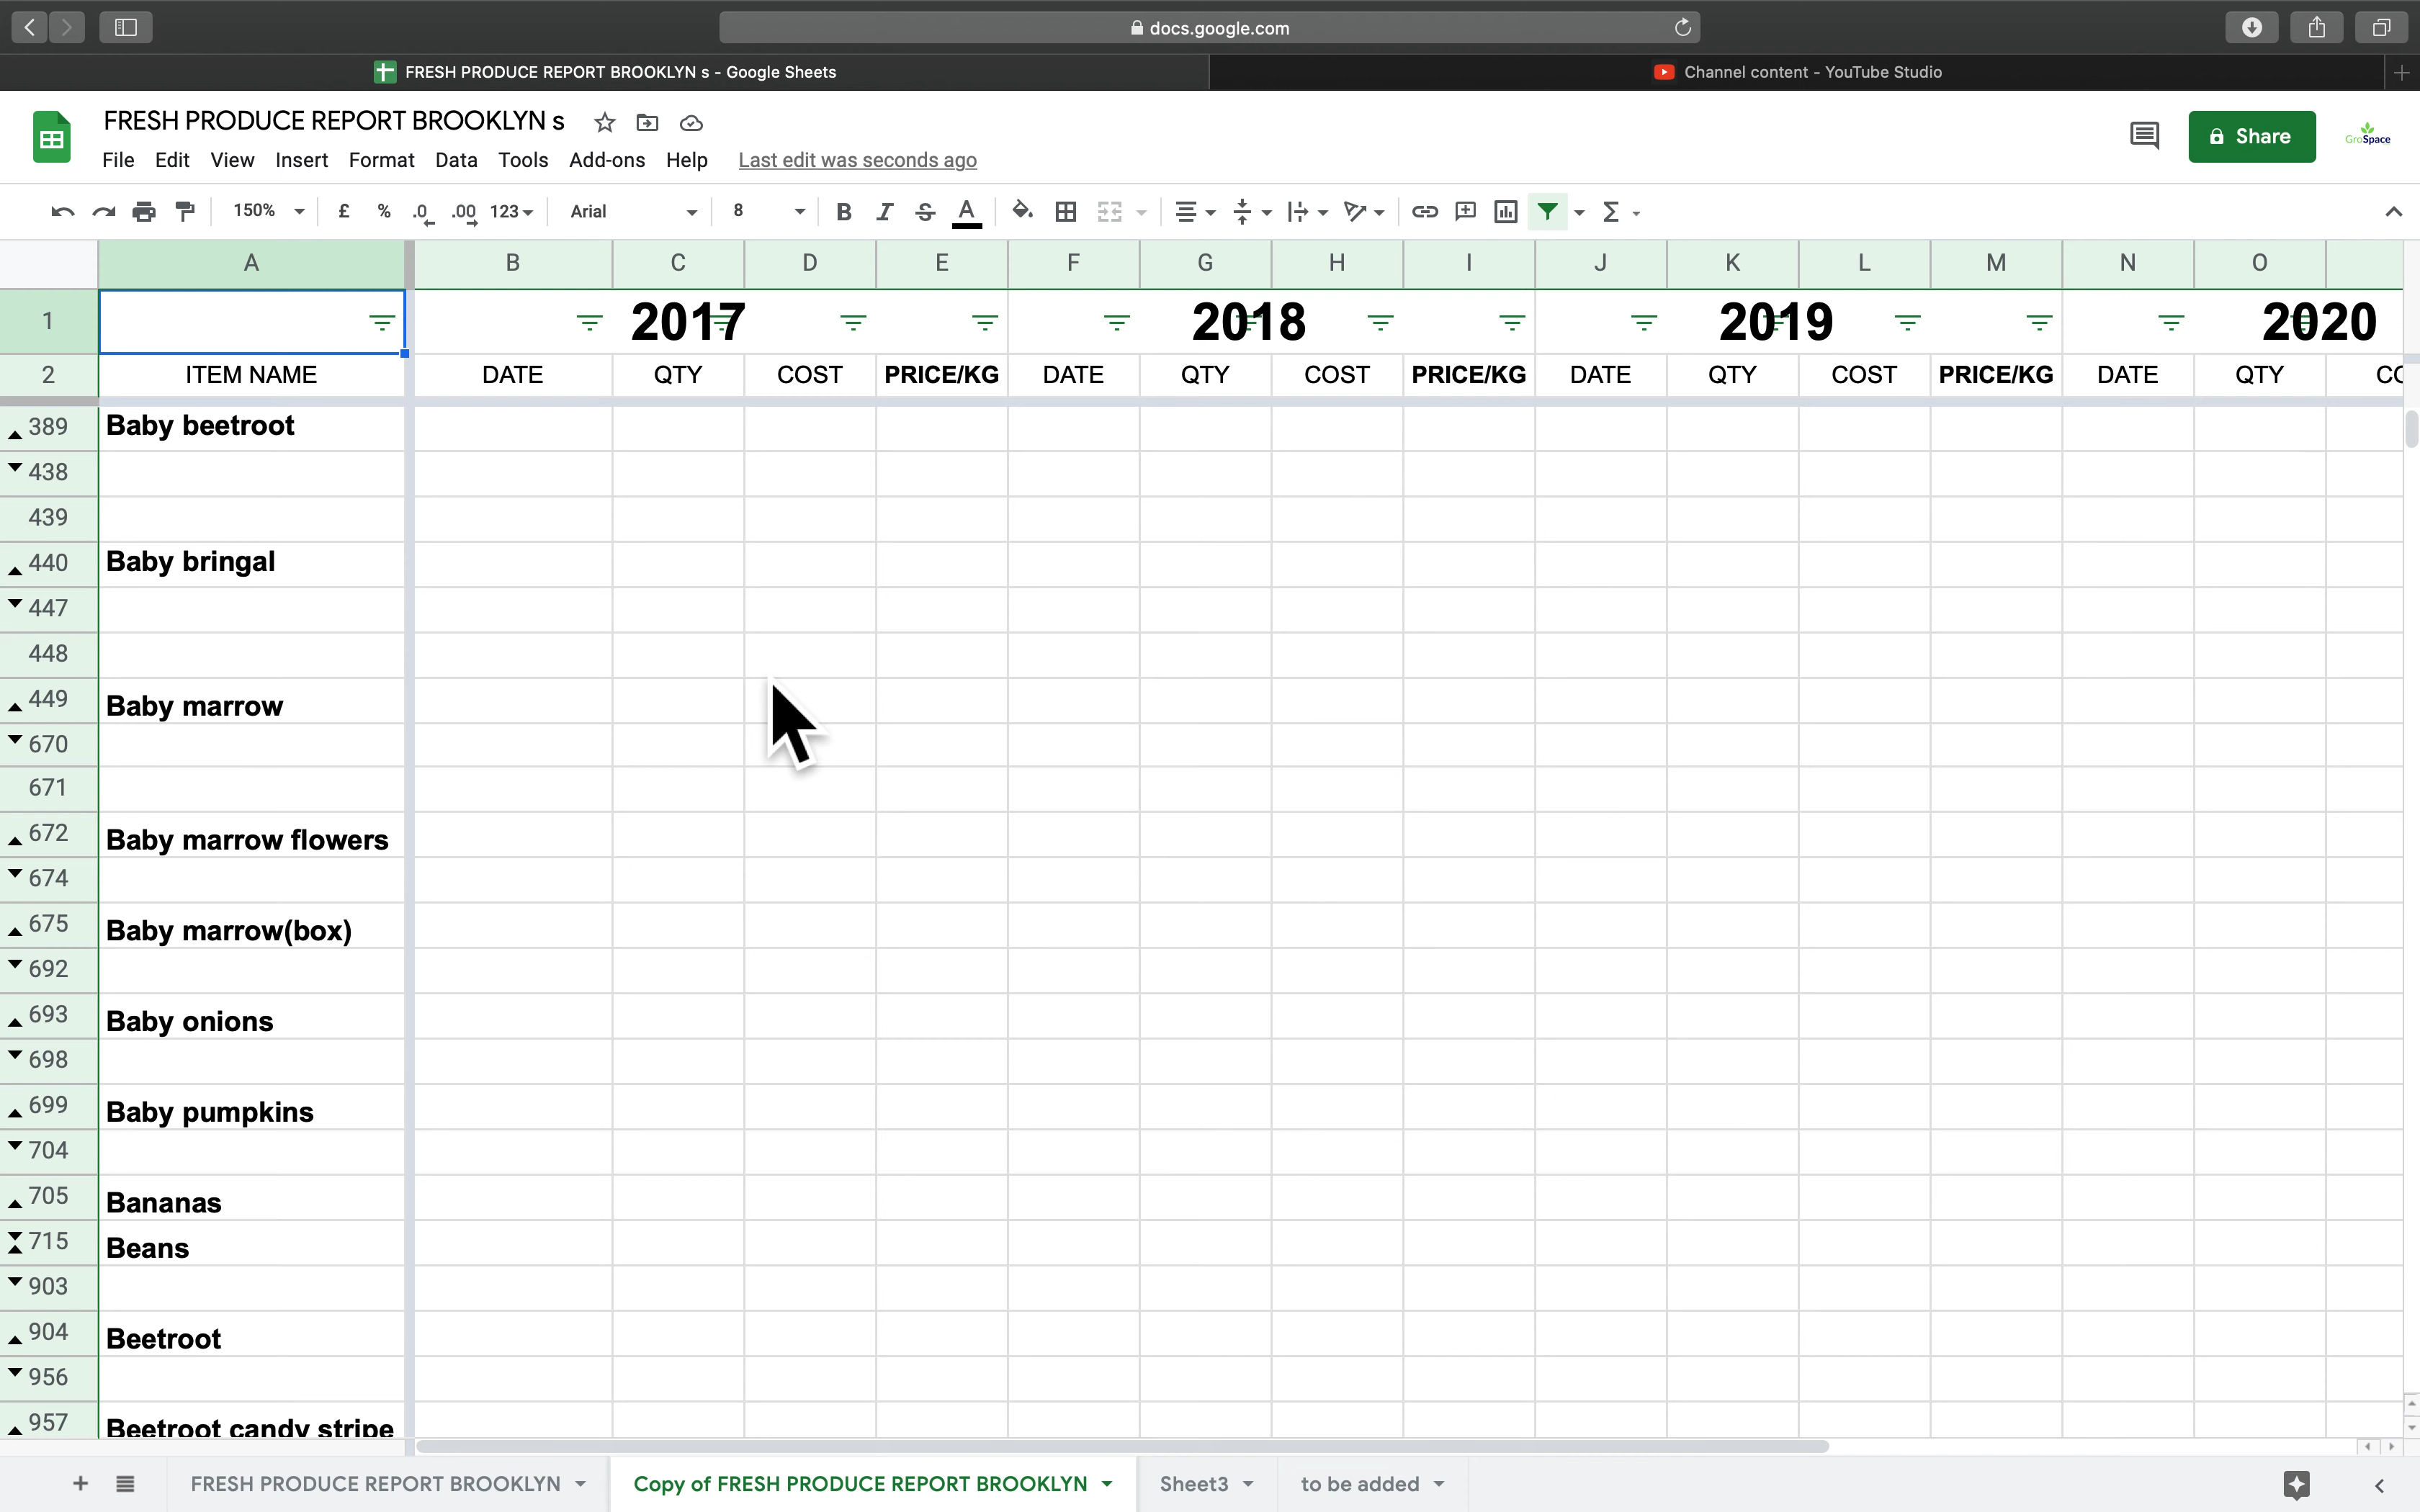 docs.google.com
FRESH PRODUCE REPORT BROOKLYN s - Google Sheets
Channel content - YouTube Studio
FRESH PRODUCE REPORT BROOKLYN s
Share
GroSpace
File Edit View Insert Format Data Tools Add-ons Help Last edit was seconds ago
150% £ % .0 .00 123 Arial 8 B I S A Σ
A B C D E F G H I J K L M N O
1 2017 2018 2019 2020
2 ITEM NAME DATE QTY COST PRICE/KG DATE QTY COST PRICE/KG DATE QTY COST PRICE/KG DATE QTY CO
389 Baby beetroot
438
439
440 Baby bringal
447
448
449 Baby marrow
670
671
672 Baby marrow flowers
674
675 Baby marrow(box)
692
693 Baby onions
698
699 Baby pumpkins
704
705 Bananas
715 Beans
903
904 Beetroot
956
957 Beetroot candy stripe
+ FRESH PRODUCE REPORT BROOKLYN Copy of FRESH PRODUCE REPORT BROOKLYN Sheet3 to be added